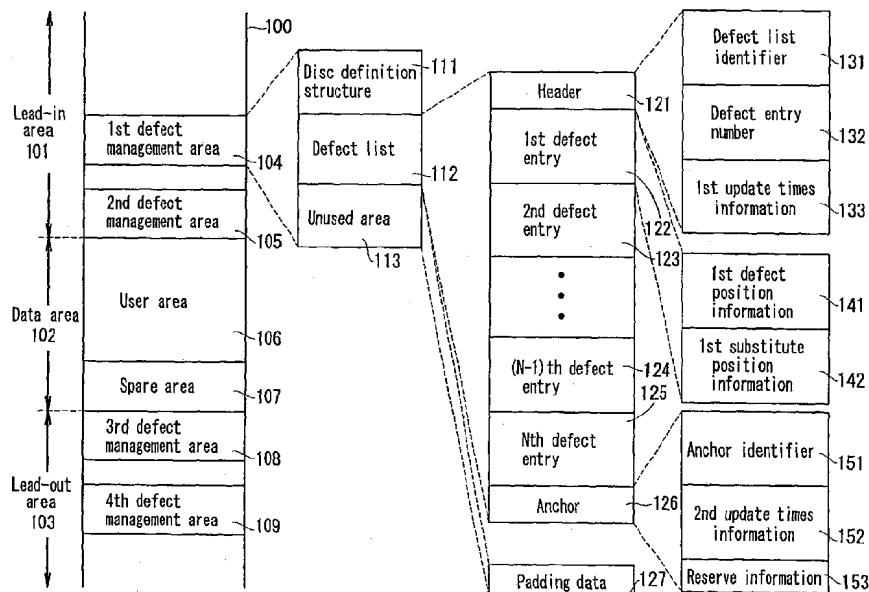 100
Lead-in
area
101
1st defect
management area
104
2nd defect
management area
105
Data area
102
User area
106
Spare area
107
Lead-out
area
103
3rd defect
management area
108
4th defect
management area
109
Disc definition
structure
111
Defect list
112
Unused area
113
Header
121
1st defect
entry
122
2nd defect
entry
123
(N-1)th defect
entry
124
125
Nth defect
entry
Anchor
126
Padding data
127
Defect list
identifier
131
Defect entry
number
132
1st update times
information
133
1st defect
position
information
141
1st substitute
position
information
142
Anchor identifier
151
2nd update times
information
152
Reserve information
153